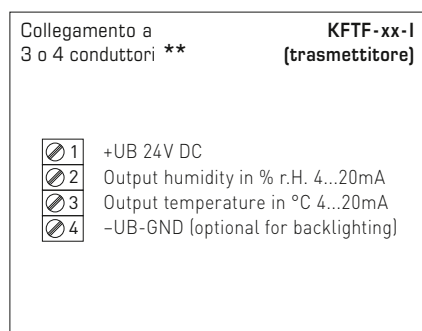 Collegamento a KFTF-xx-I
3 o 4 conduttori ** (trasmettitore)
1 +UB 24V DC
2 Output humidity in % r.H. 4...20mA
3 Output temperature in °C 4...20mA
4 –UB-GND (optional for backlighting)